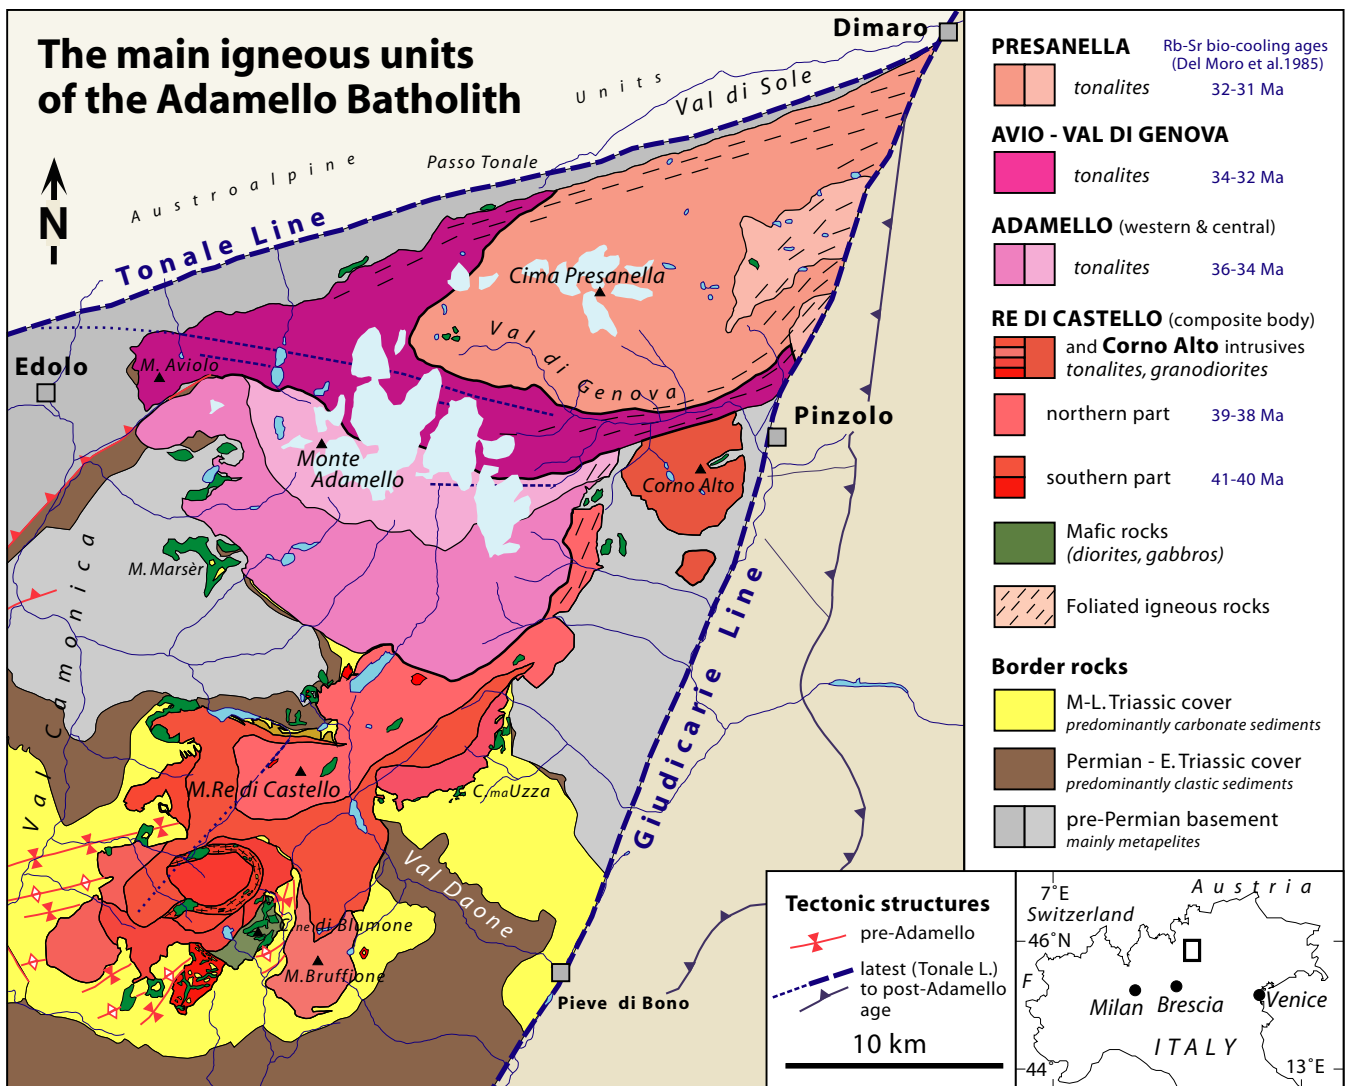 The main igneous units
of the Adamello Batholith
N
Dimaro
Units
Val di Sole
Passo Tonale
Austroalpine
Tonale Line
Cima Presanella
Val di Genova
M. Aviolo
Edolo
Pinzolo
Monte
Adamello
Corno Alto
M. Marsèr
Val Camonica
Giudicarie Line
M.Re di Castello
C/maUzza
Val Daone
C.ne di Blumone
M.Bruffione
Pieve di Bono
PRESANELLA
Rb-Sr bio-cooling ages
(Del Moro et al.1985)
tonalites 32-31 Ma
AVIO - VAL DI GENOVA
tonalites 34-32 Ma
ADAMELLO (western & central)
tonalites 36-34 Ma
RE DI CASTELLO (composite body)
and Corno Alto intrusives
tonalites, granodiorites
northern part 39-38 Ma
southern part 41-40 Ma
Mafic rocks
(diorites, gabbros)
Foliated igneous rocks
Border rocks
M-L. Triassic cover
predominantly carbonate sediments
Permian - E. Triassic cover
predominantly clastic sediments
pre-Permian basement
mainly metapelites
Tectonic structures
pre-Adamello
latest (Tonale L.)
to post-Adamello
age
10 km
7°E
Austria
Switzerland
46°N
F
Milan
Brescia
Venice
ITALY
44
13°E